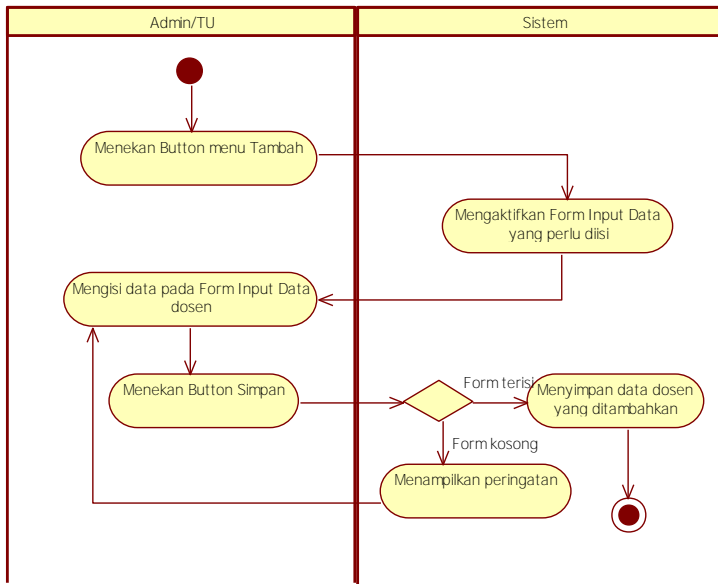 Admin/TU
Sistem
Menekan Button menu Tambah
Mengaktifkan Form Input Data
yang perlu diisi
Mengisi data pada Form Input Data
dosen
Menekan Button Simpan
Form terisi
Menyimpan data dosen
yang ditambahkan
Form kosong
Menampilkan peringatan